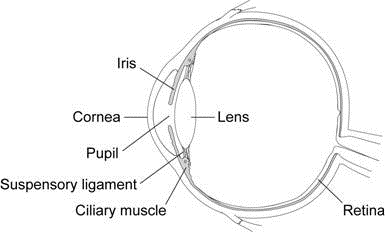 Iris
Cornea
Lens
Pupil
Suspensory ligament
Ciliary muscle
Retina